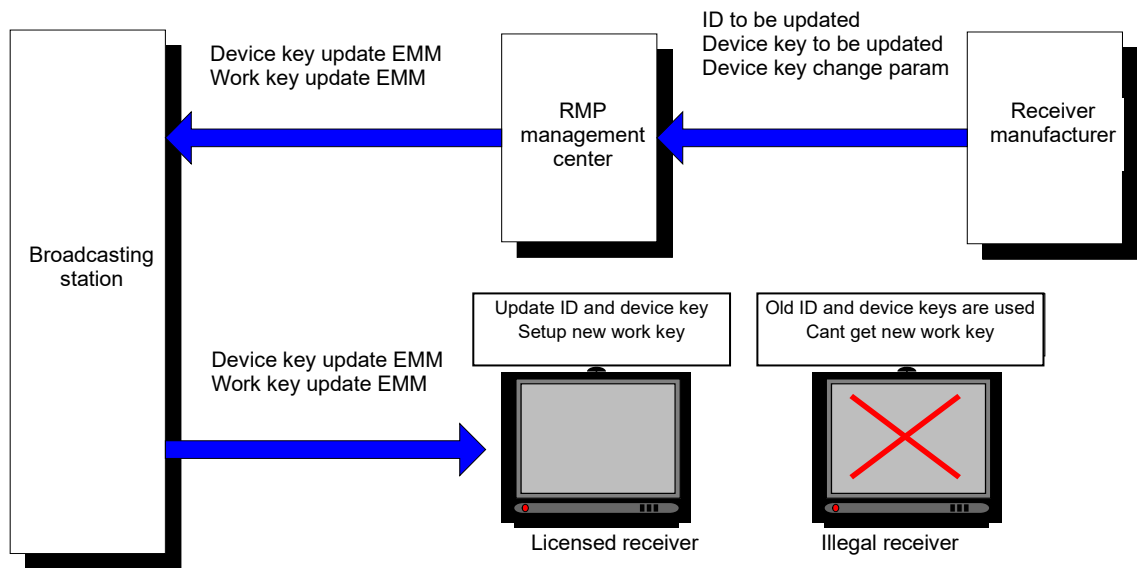 Device key update EMM
Work key update EMM
ID to be updated
Device key to be updated
Device key change param
RMP
management
center
Receiver
manufacturer
Broadcasting
station
Update ID and device key
Setup new work key
Old ID and device keys are used
Cant get new work key
Device key update EMM
Work key update EMM
Licensed receiver
Illegal receiver